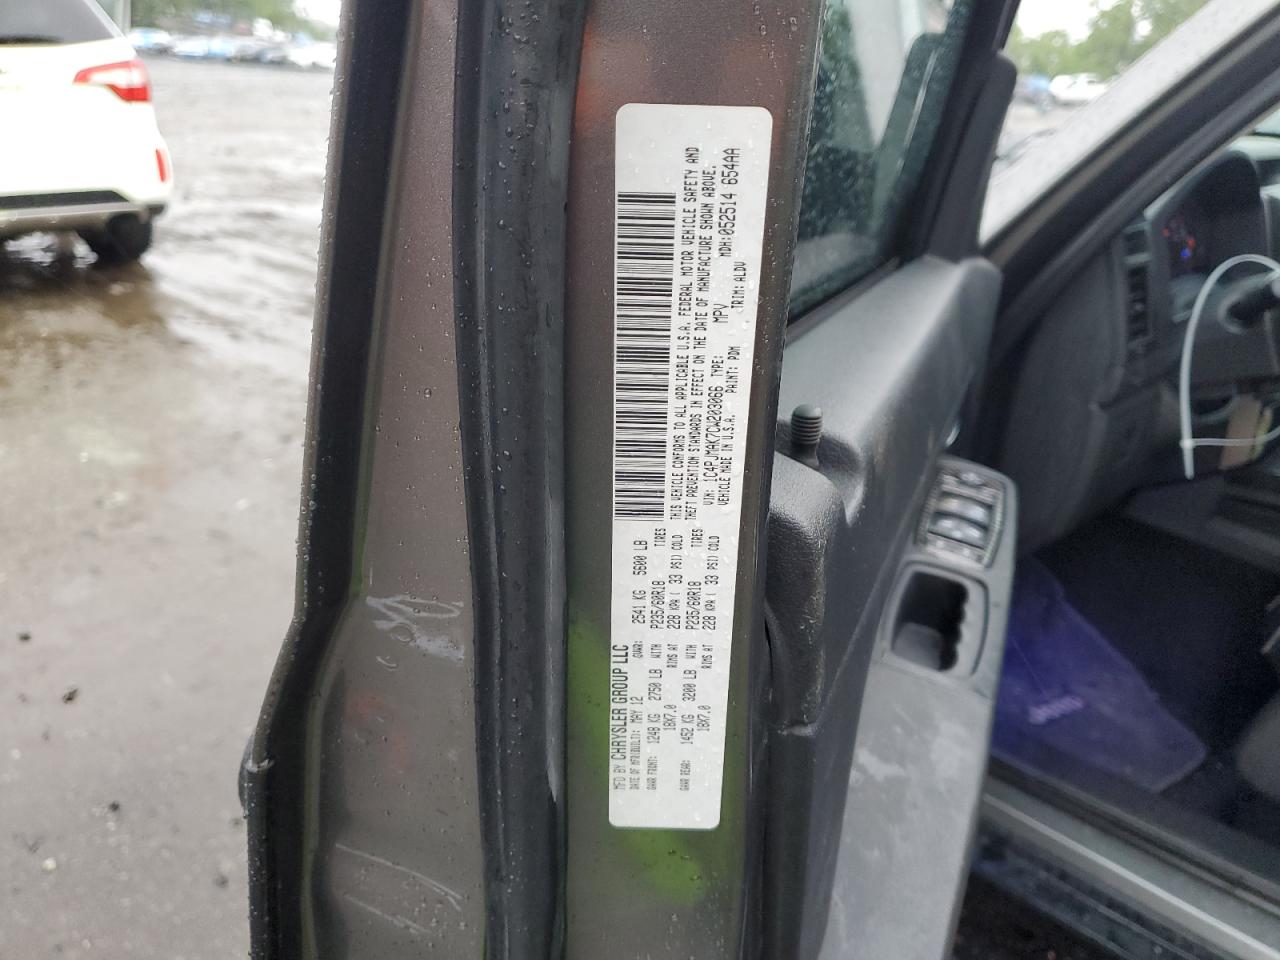 MFD BY CHRYSLER GROUP LLC
DATE OF MFR(BUILT): MAY 12 GVWR: 2541 KG 5600 LB
GAWR FRONT: 1248 KG 2750 LB WITH P235/60R18 TIRES
18X7.0 RIMS AT 228 KPA ( 33 PSI) COLD
GAWR REAR: 1452 KG 3200 LB WITH P235/60R18 TIRES
18X7.0 RIMS AT 228 KPA ( 33 PSI) COLD
THIS VEHICLE CONFORMS TO ALL APPLICABLE U.S.A. FEDERAL MOTOR VEHICLE SAFETY AND
THEFT PREVENTION STANDARDS IN EFFECT ON THE DATE OF MANUFACTURE SHOWN ABOVE.
VIN: 1C4PJMAK7CW203066 TYPE: MPV MDH: 052514 654AA
VEHICLE MADE IN U.S.A. PAINT: PDM TRIM: ALDV
Jeep